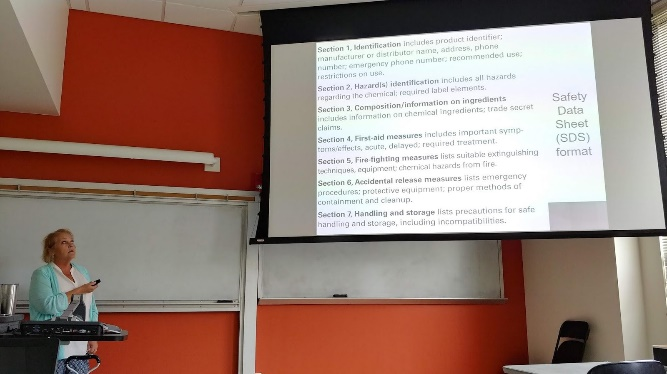 Section 1, Identification includes product identifier;
manufacturer or distributor name, address, phone
number; emergency phone number; recommended use;
restrictions on use.
Section 2, Hazard(s) identification includes all hazards
regarding the chemical; required label elements.
Section 3, Composition/information on ingredients
includes information on chemical ingredients; trade secret
claims.
Section 4, First-aid measures includes important symp-
toms/effects, acute, delayed; required treatment.
Section 5, Fire-fighting measures lists suitable extinguishing
techniques, equipment; chemical hazards from fire.
Section 6, Accidental release measures lists emergency
procedures; protective equipment; proper methods of
containment and cleanup.
Section 7, Handling and storage lists precautions for safe
handling and storage, including incompatibilities.
Safety
Data
Sheet
(SDS)
format